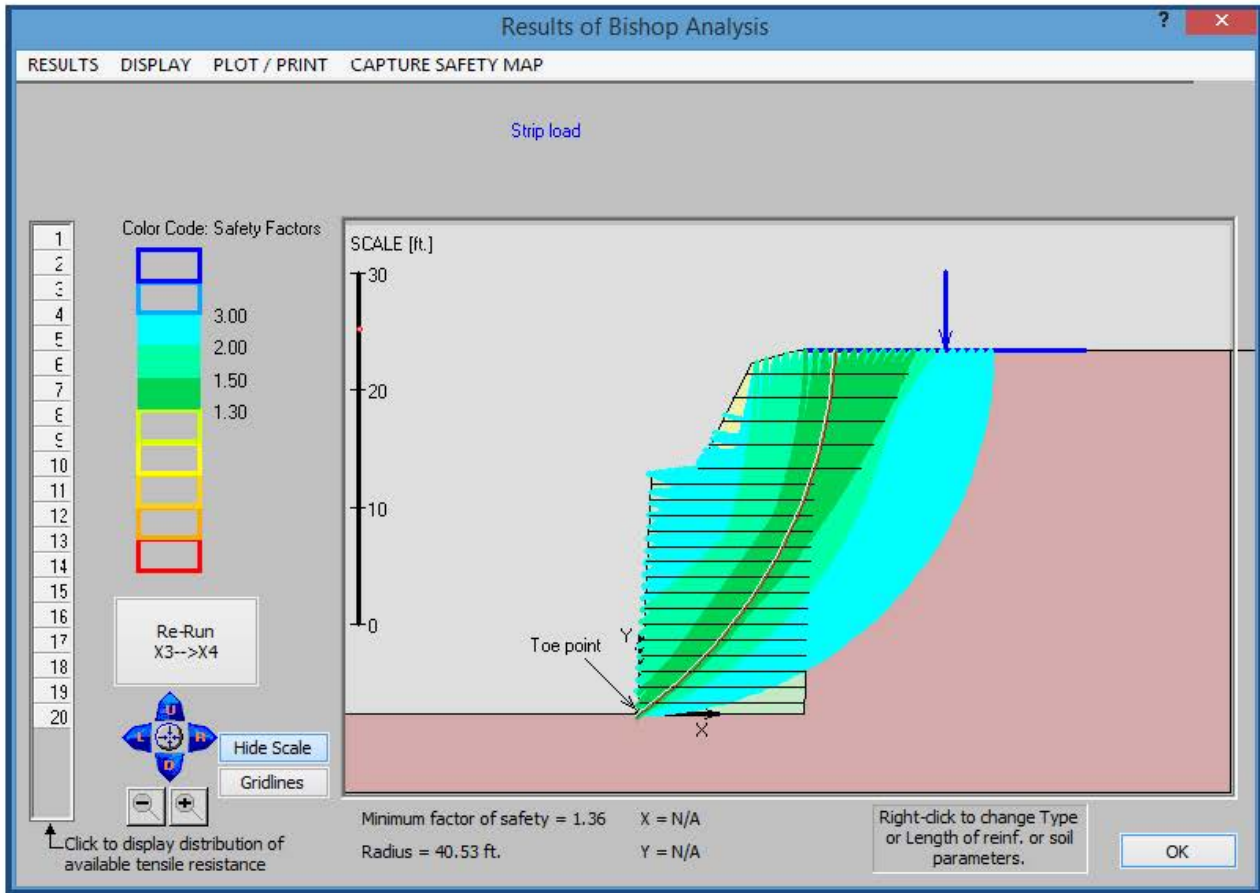 Results of Bishop Analysis
?
×
RESULTS DISPLAY PLOT / PRINT CAPTURE SAFETY MAP
Strip load
1
2
3
4
5
6
7
8
9
10
11
12
13
14
15
16
17
18
19
20
Color Code: Safety Factors
3.00
2.00
1.50
1.30
Re-Run
X3-->X4
U
L
R
D
Hide Scale
Gridlines
Click to display distribution of
available tensile resistance
SCALE [ft.]
30
20
10
0
Toe point
Y
X
Minimum factor of safety = 1.36 X = N/A
Radius = 40.53 ft. Y = N/A
Right-click to change Type
or Length of reinf. or soil
parameters.
OK